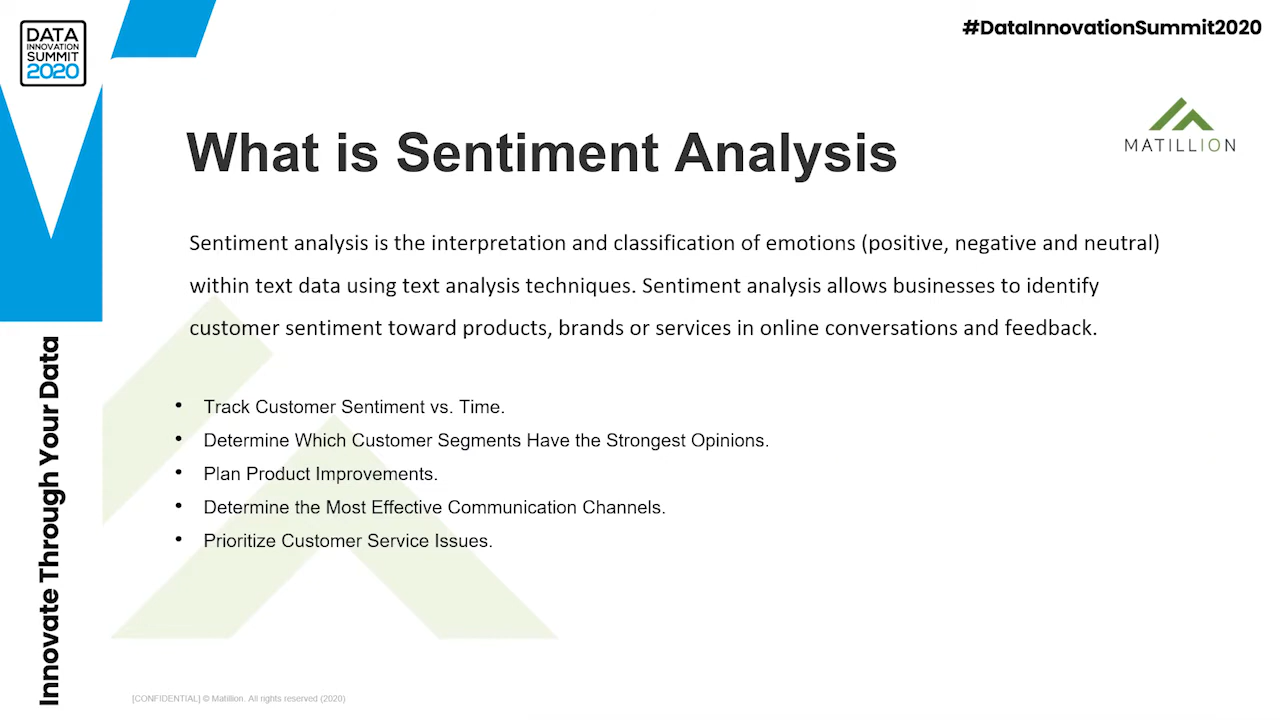 DATA
INNOVATION
SUMMIT
2020
#DataInnovationSummit2020
MATILLION
What is Sentiment Analysis
Sentiment analysis is the interpretation and classification of emotions (positive, negative and neutral)
within text data using text analysis techniques. Sentiment analysis allows businesses to identify
customer sentiment toward products, brands or services in online conversations and feedback.
• Track Customer Sentiment vs. Time.
• Determine Which Customer Segments Have the Strongest Opinions.
• Plan Product Improvements.
• Determine the Most Effective Communication Channels.
• Prioritize Customer Service Issues.
Innovate Through Your Data
[CONFIDENTIAL] © Matillion. All rights reserved (2020)